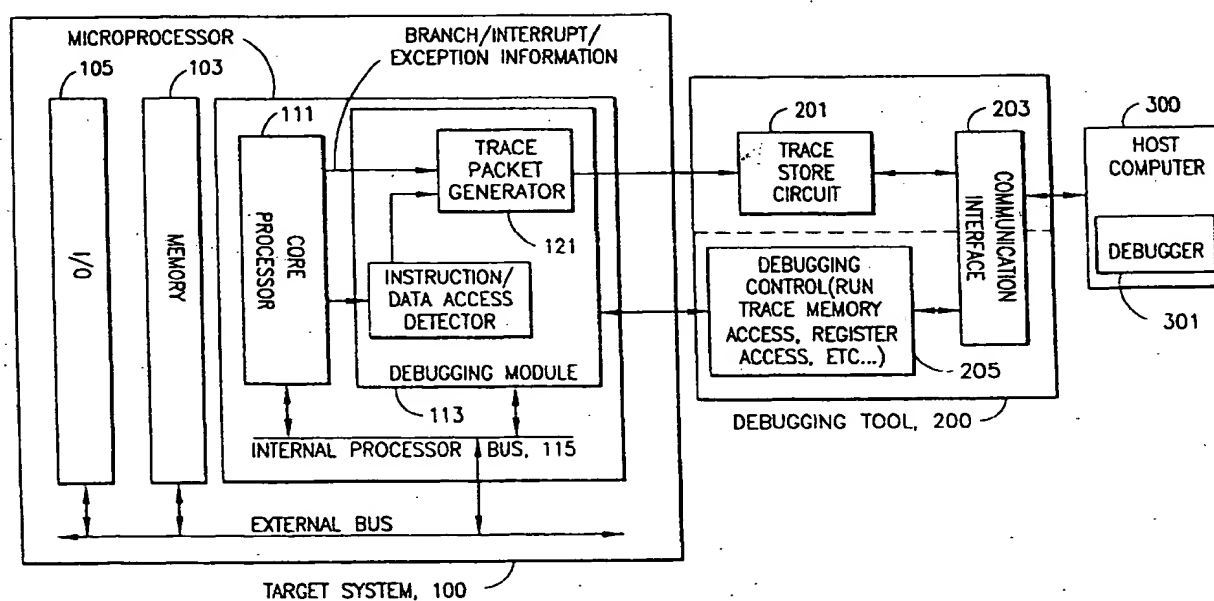 MICROPROCESSOR
BRANCH/INTERRUPT/
EXCEPTION INFORMATION
105
103
111
I/O
MEMORY
CORE
PROCESSOR
TRACE
PACKET
GENERATOR
121
INSTRUCTION/
DATA ACCESS
DETECTOR
DEBUGGING MODULE
113
INTERNAL PROCESSOR BUS, 115
EXTERNAL BUS
TARGET SYSTEM, 100
201
TRACE
STORE
CIRCUIT
203
COMMUNICATION
INTERFACE
DEBUGGING
CONTROL(RUN
TRACE MEMORY
ACCESS, REGISTER
ACCESS, ETC...)
205
DEBUGGING TOOL, 200
300
HOST
COMPUTER
DEBUGGER
301